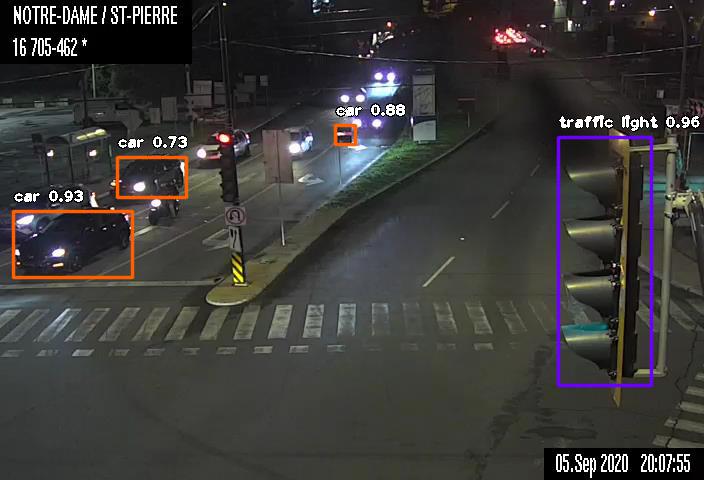 NOTRE-DAME / ST-PIERRE
16 705-462 *
car 0.88
traffic light 0.96
car 0.73
car 0.93
05.Sep 2020 20:07:55